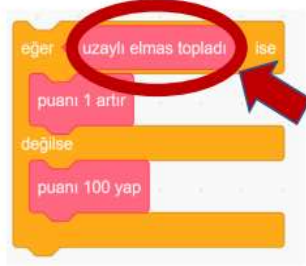 eğer uzaylı elmas topladı ise
puanı 1 artır
değilse
puanı 100 yap